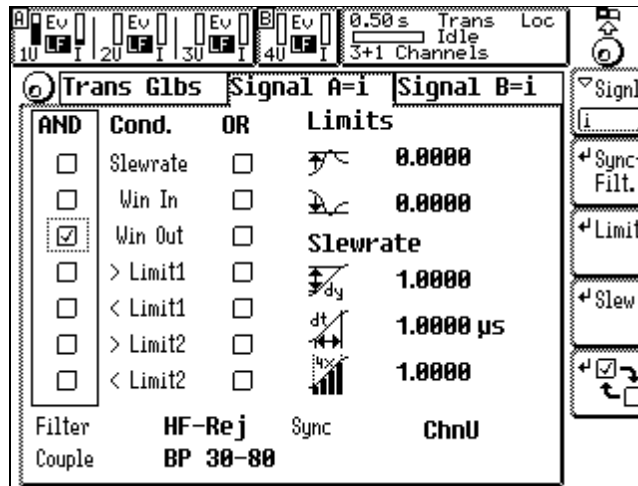 A Ev Ev Ev B Ev 0.50 s Trans Loc
LF LF LF LF Idle
1U I 2U I 3U I 4U I 3+1 Channels
Trans Glbs Signal A=i Signal B=i
AND Cond. OR Limits
Slewrate 0.0000
Win In 0.0000
Win Out Slewrate
> Limit1 dy 1.0000
< Limit1 dt 1.0000 µs
> Limit2 4x 1.0000
< Limit2
Filter HF-Rej Sync ChnU
Couple BP 30-80
Signl
i
Sync-
Filt.
Limit
Slew